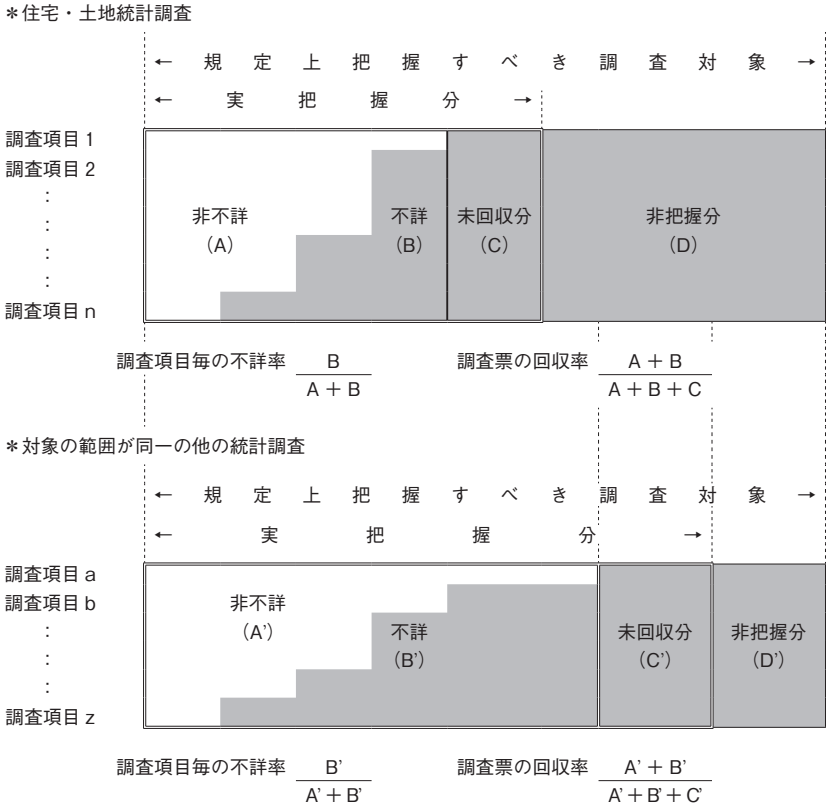 ＊住宅・土地統計調査
← 規定上把握すべき調査対象 →
← 実把握分 →
調査項目1
調査項目2
:
:
:
:
調査項目n
非不詳
(A)
不詳
(B)
未回収分
(C)
非把握分
(D)
調査項目毎の不詳率 B
A + B
調査票の回収率 A + B
A + B + C
＊対象の範囲が同一の他の統計調査
← 規定上把握すべき調査対象 →
← 実把握分 →
調査項目a
調査項目b
:
:
:
調査項目z
非不詳
(A')
不詳
(B')
未回収分
(C')
非把握分
(D')
調査項目毎の不詳率 B'
A' + B'
調査票の回収率 A' + B'
A' + B' + C'